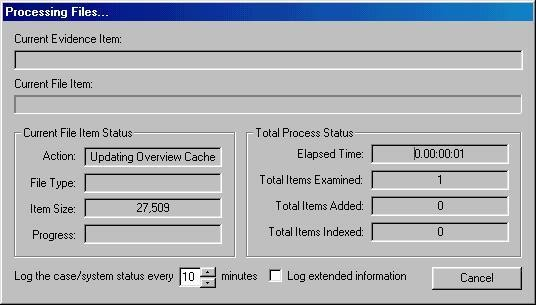 Processing Files...
Current Evidence Item:
Current File Item:
Current File Item Status
Action: Updating Overview Cache
File Type:
Item Size: 27,509
Progress:
Total Process Status
Elapsed Time: 0.00:00:01
Total Items Examined: 1
Total Items Added: 0
Total Items Indexed: 0
Log the case/system status every 10 minutes
Log extended information
Cancel